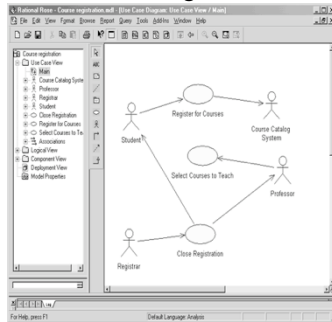 Rational Rose - Course registration.mdl - [Use Case Diagram: Use Case View / Main]
File Edit View Format Browse Report Query Tools Add-Ins Window Help
Course registration
Use Case View
Main
Course Catalog Syste
Professor
Registrar
Student
Close Registration
Register for Courses
Select Courses to Tea
Associations
Logical View
Component View
Deployment View
Model Properties
Student
Register for Courses
Course Catalog
System
Select Courses to Teach
Professor
Registrar
Close Registration
Log
For Help, press F1
Default Language: Analysis